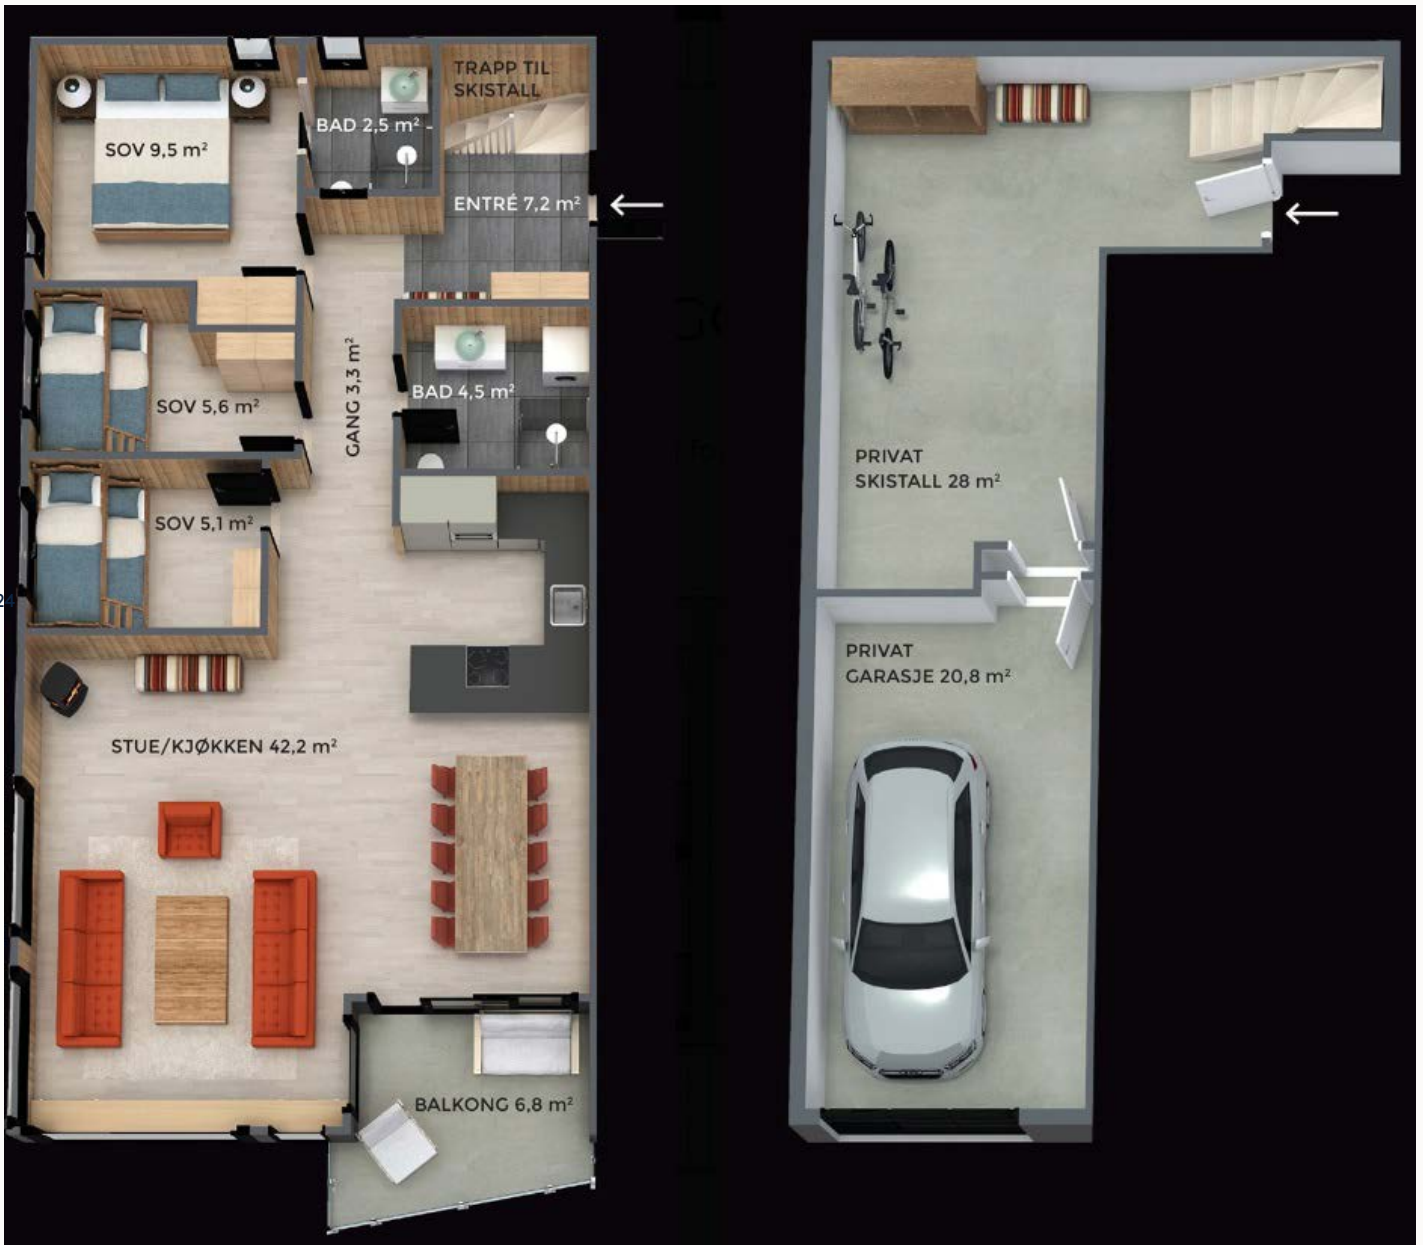 TRAPP TIL
SKISTALL
BAD 2,5 m²
SOV 9,5 m²
ENTRÉ 7,2 m²
GANG 3,3 m²
BAD 4,5 m²
SOV 5,6 m²
SOV 5,1 m²
STUE/KJØKKEN 42,2 m²
BALKONG 6,8 m²
PRIVAT
SKISTALL 28 m²
PRIVAT
GARASJE 20,8 m²